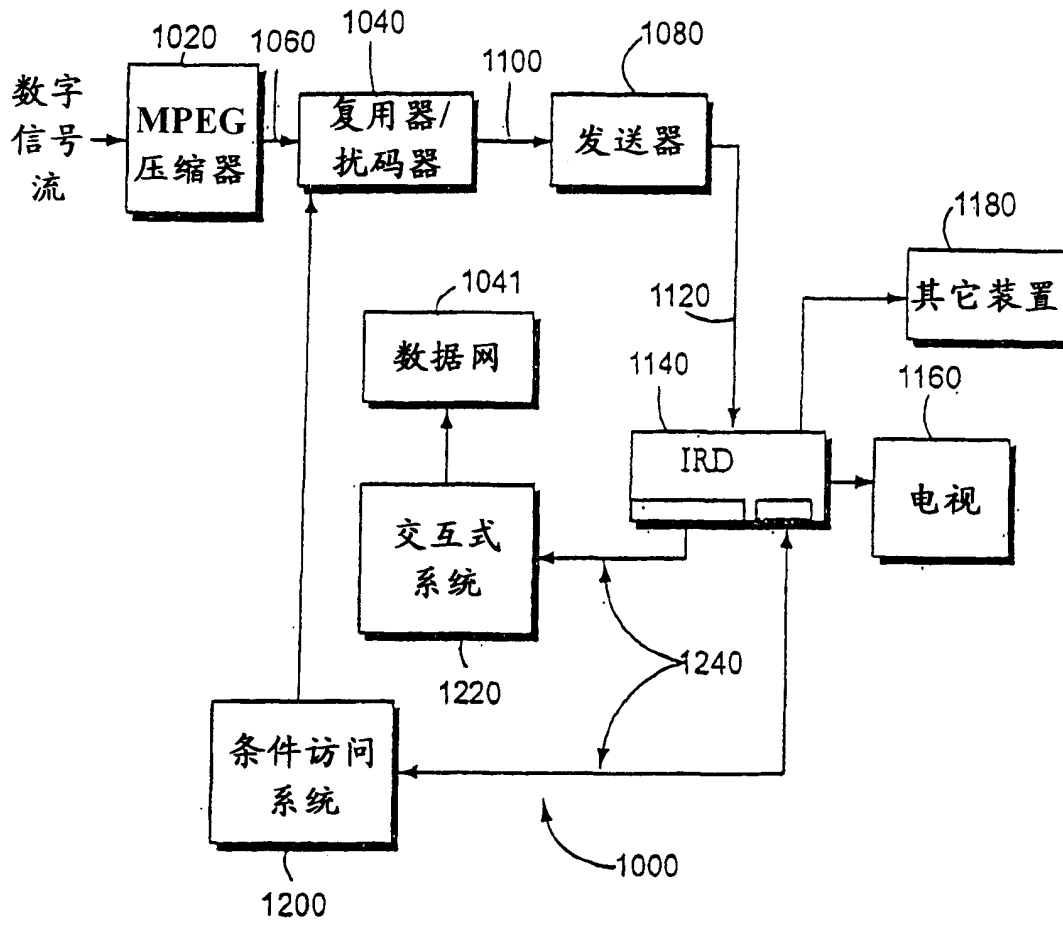 1020
1060
1040
1100
1080
数字
信号
流
MPEG
压缩器
复用器/
扰码器
发送器
1180
其它装置
1041
数据网
1120
1140
1160
IRD
电视
交互式
系统
1240
1220
条件访问
系统
1000
1200